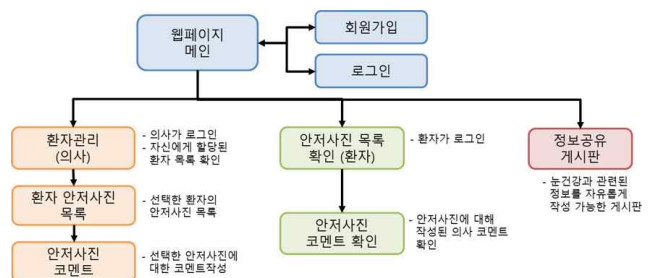 웹페이지
메인
회원가입
로그인
환자관리
(의사)
- 의사가 로그인
- 자신에게 할당된
환자 목록 확인
안저사진 목록
확인 (환자)
- 환자가 로그인
정보공유
게시판
- 눈건강과 관련된
정보를 자유롭게
작성 가능한 게시판
환자 안저사진
목록
- 선택한 환자의
안저사진 목록
안저사진
코멘트 확인
- 안저사진에 대해
작성된 의사 코멘트
확인
안저사진
코멘트
- 선택한 안저사진에
대한 코멘트작성